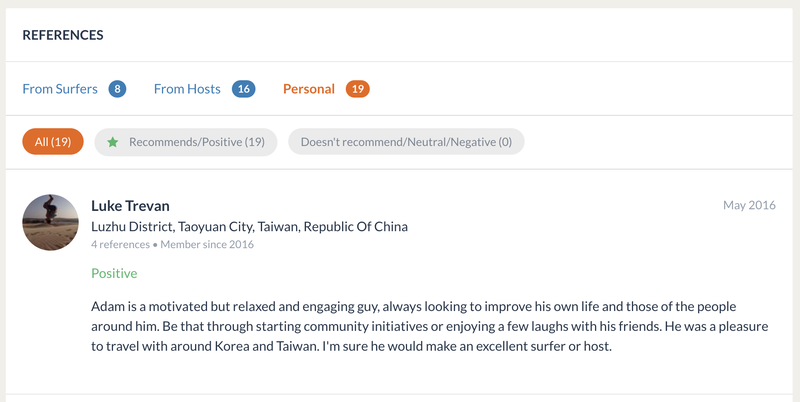 REFERENCES
From Surfers 8 From Hosts 16 Personal 19
All (19) Recommends/Positive (19) Doesn't recommend/Neutral/Negative (0)
Luke Trevan May 2016
Luzhu District, Taoyuan City, Taiwan, Republic Of China
4 references • Member since 2016
Positive
Adam is a motivated but relaxed and engaging guy, always looking to improve his own life and those of the people
around him. Be that through starting community initiatives or enjoying a few laughs with his friends. He was a pleasure
to travel with around Korea and Taiwan. I'm sure he would make an excellent surfer or host.